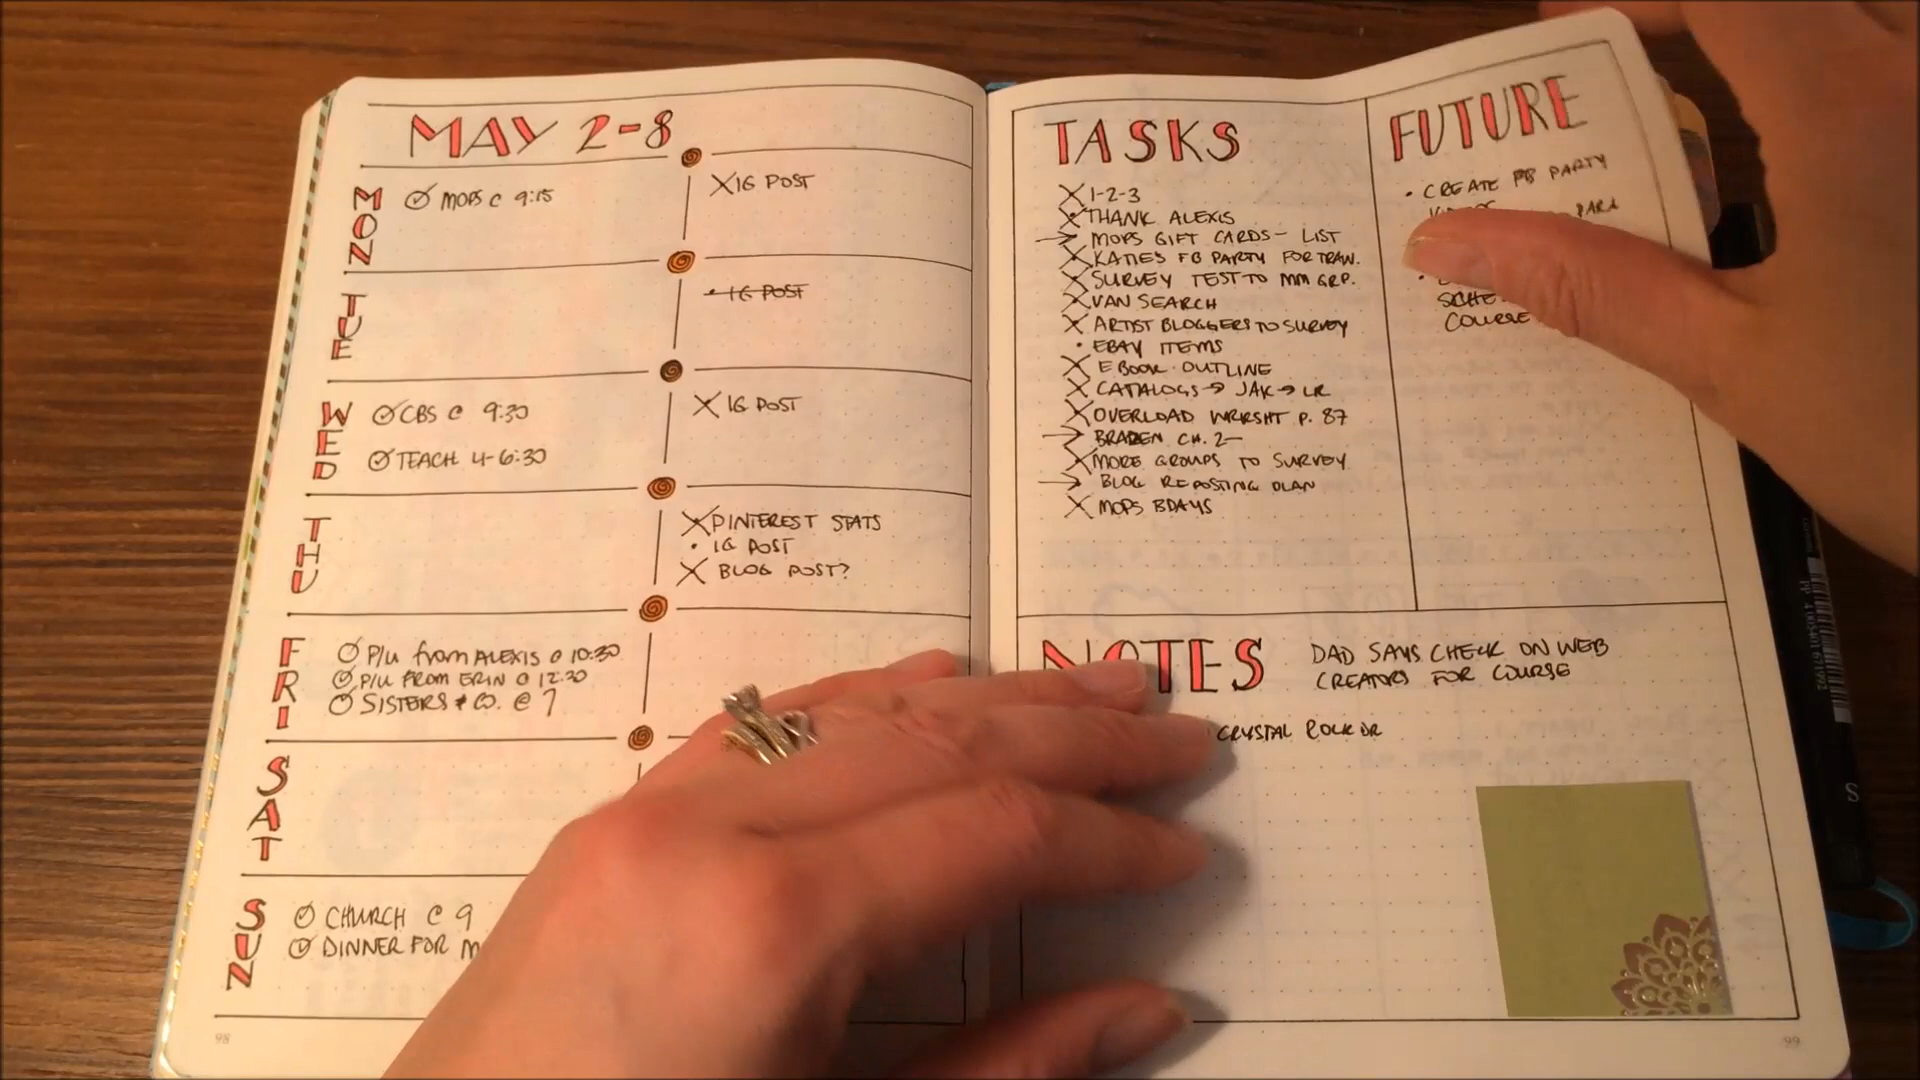 MAY 2-8
MON
MOPS @ 9:15
X IG POST
TUE
• IG POST
WED
CBS @ 9:30
X IG POST
TEACH 4-6:30
THU
X PINTEREST STATS
• IG POST
X BLOG POST?
FRI
P/U from ALEXIS @ 10:30
P/U FROM ERIN @ 12:30
SISTERS & CO. @ 7
SAT
SUN
CHURCH @ 9
DINNER FOR M
98
TASKS
X 1-2-3
X THANK ALEXIS
→ MOPS GIFT CARDS- LIST
X KATIES FB PARTY FOR TRAW.
X SURVEY TEST TO MM GRP.
X VAN SEARCH
X ARTIST BLOGGERS TO SURVEY
• EBAY ITEMS
X EBOOK OUTLINE
X CATALOGS → JAK → LR
X OVERLOAD WRKSHT P. 87
→ BRADEN CH. 2-
X MORE GROUPS TO SURVEY
→ BLOG REPOSTING PLAN
X MOPS BDAYS
FUTURE
• CREATE FB PARTY
SCHE
COURSE
NOTES
DAD SAYS CHECK ON WEB
CREATORS FOR COURSE
CRYSTAL ROCK DR
99